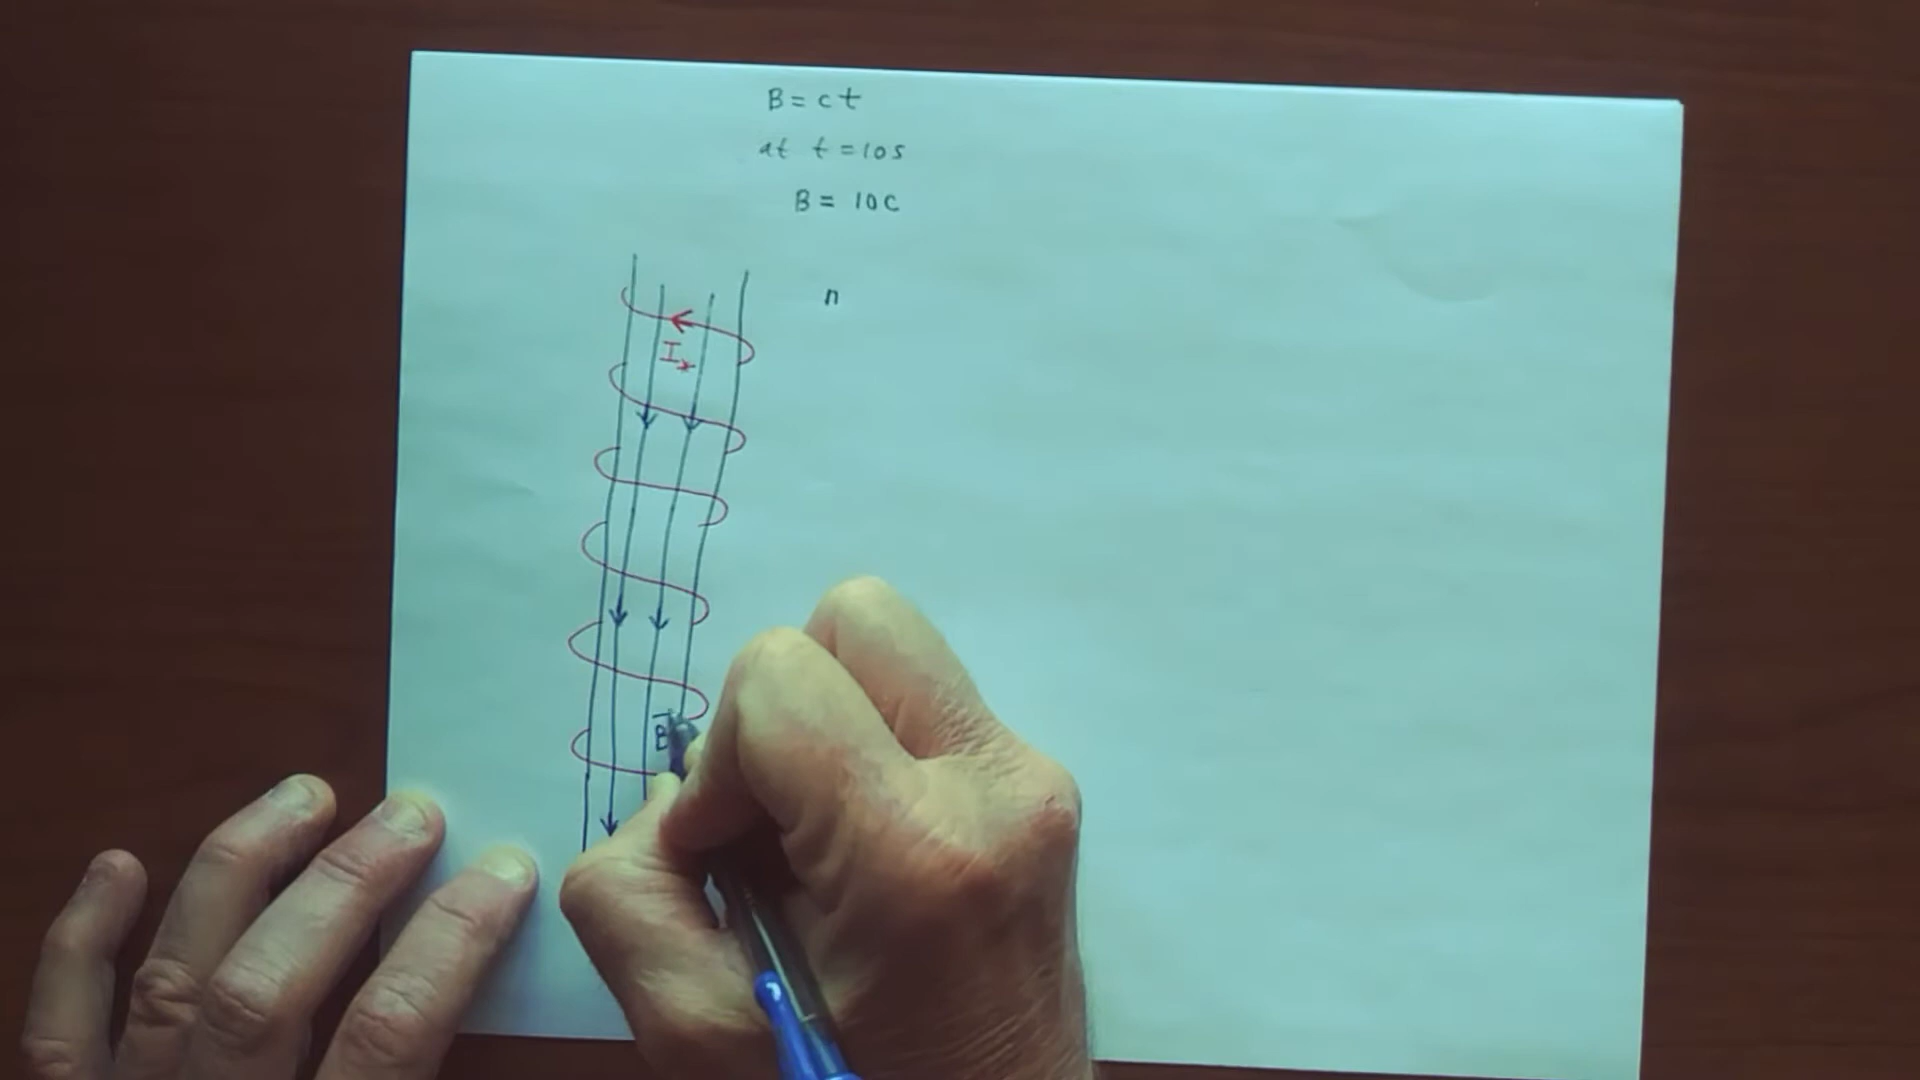 B = ct
at t = 10s
B = 10C
n
I*
B